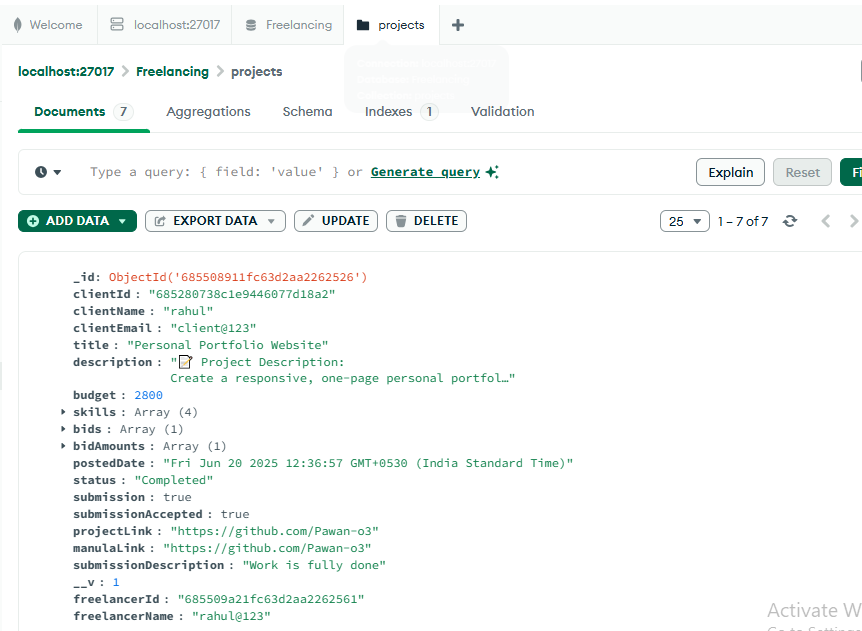 Welcome
localhost:27017
Freelancing
projects
localhost:27017 > Freelancing > projects
Documents 7
Aggregations
Schema
Indexes 1
Validation
Type a query: { field: 'value' } or Generate query
Explain
Reset
Fi
ADD DATA
EXPORT DATA
UPDATE
DELETE
25
1 – 7 of 7
_id: ObjectId('685508911fc63d2aa2262526')
clientId : "685280738c1e9446077d18a2"
clientName : "rahul"
clientEmail : "client@123"
title : "Personal Portfolio Website"
description : "📝 Project Description:
Create a responsive, one-page personal portfol…"
budget : 2800
skills : Array (4)
bids : Array (1)
bidAmounts : Array (1)
postedDate : "Fri Jun 20 2025 12:36:57 GMT+0530 (India Standard Time)"
status : "Completed"
submission : true
submissionAccepted : true
projectLink : "https://github.com/Pawan-o3"
manulaLink : "https://github.com/Pawan-o3"
submissionDescription : "Work is fully done"
__v : 1
freelancerId : "685509a21fc63d2aa2262561"
freelancerName : "rahul@123"
Activate W